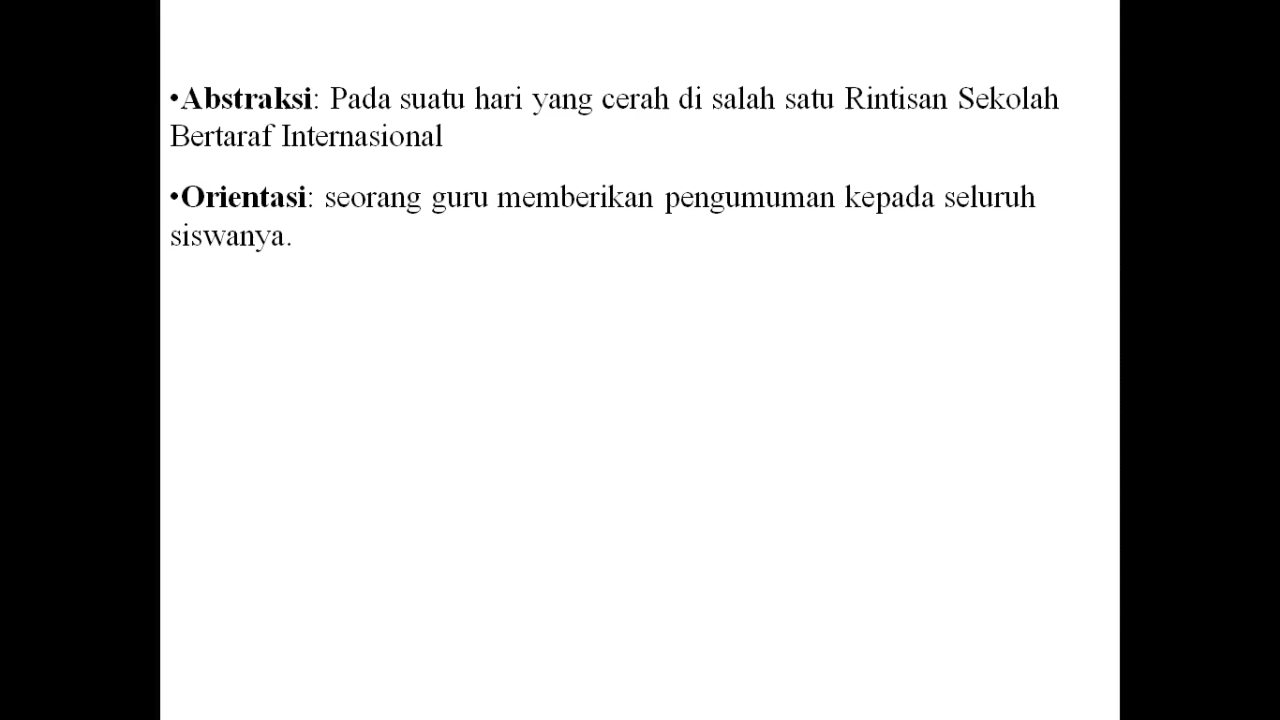 •Abstraksi: Pada suatu hari yang cerah di salah satu Rintisan Sekolah
Bertaraf Internasional
•Orientasi: seorang guru memberikan pengumuman kepada seluruh
siswanya.